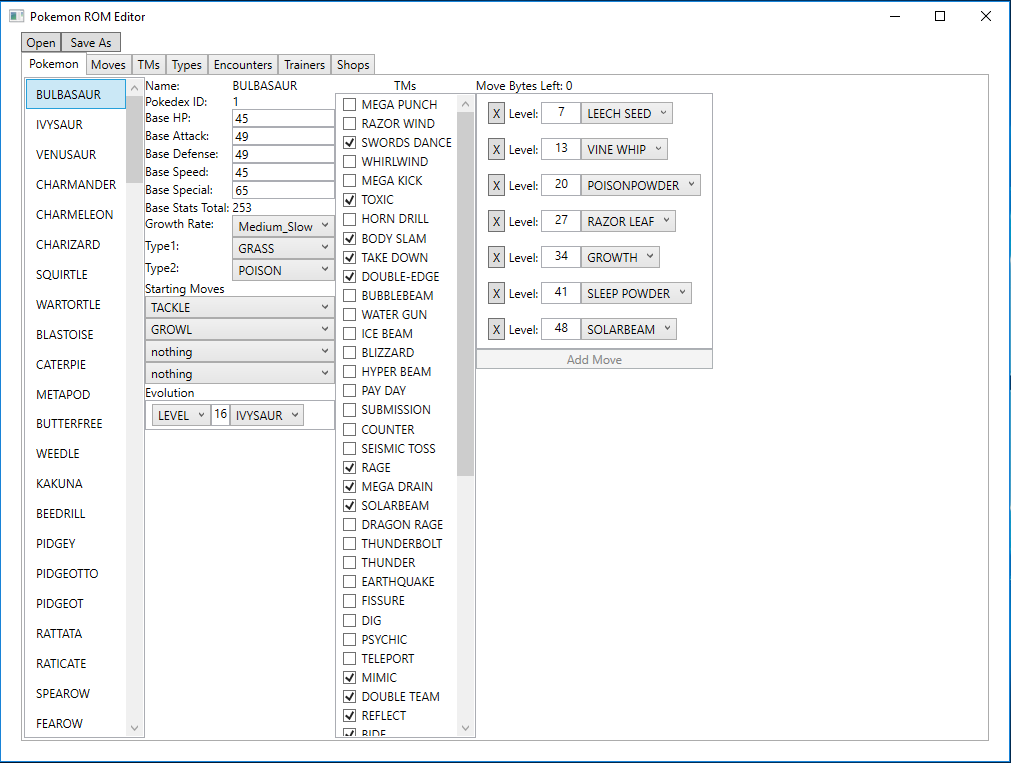 Pokemon ROM Editor
Open Save As
Pokemon Moves TMs Types Encounters Trainers Shops
BULBASAUR
IVYSAUR
VENUSAUR
CHARMANDER
CHARMELEON
CHARIZARD
SQUIRTLE
WARTORTLE
BLASTOISE
CATERPIE
METAPOD
BUTTERFREE
WEEDLE
KAKUNA
BEEDRILL
PIDGEY
PIDGEOTTO
PIDGEOT
RATTATA
RATICATE
SPEAROW
FEAROW
Name: BULBASAUR
Pokedex ID: 1
Base HP: 45
Base Attack: 49
Base Defense: 49
Base Speed: 45
Base Special: 65
Base Stats Total: 253
Growth Rate: Medium_Slow
Type1: GRASS
Type2: POISON
Starting Moves
TACKLE
GROWL
nothing
nothing
Evolution
LEVEL 16 IVYSAUR
TMs
MEGA PUNCH
RAZOR WIND
SWORDS DANCE
WHIRLWIND
MEGA KICK
TOXIC
HORN DRILL
BODY SLAM
TAKE DOWN
DOUBLE-EDGE
BUBBLEBEAM
WATER GUN
ICE BEAM
BLIZZARD
HYPER BEAM
PAY DAY
SUBMISSION
COUNTER
SEISMIC TOSS
RAGE
MEGA DRAIN
SOLARBEAM
DRAGON RAGE
THUNDERBOLT
THUNDER
EARTHQUAKE
FISSURE
DIG
PSYCHIC
TELEPORT
MIMIC
DOUBLE TEAM
REFLECT
BIDE
Move Bytes Left: 0
X Level: 7 LEECH SEED
X Level: 13 VINE WHIP
X Level: 20 POISONPOWDER
X Level: 27 RAZOR LEAF
X Level: 34 GROWTH
X Level: 41 SLEEP POWDER
X Level: 48 SOLARBEAM
Add Move